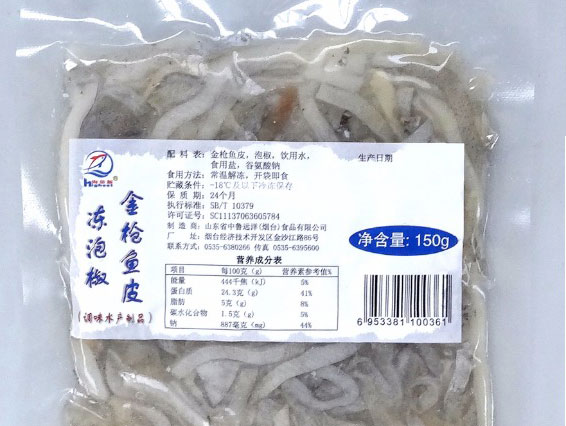 配 料 表: 金枪鱼皮, 泡椒, 饮用水,
食用盐, 谷氨酸钠
食用方法: 常温解冻, 开袋即食
贮藏条件: -18℃及以下冷冻保存
保 质 期: 24个月
执行标准: SB/T 10379
许可证号: SC11137063605784
制 造 商: 山东省中鲁远洋(烟台)食品有限公司
厂 址: 烟台经济技术开发区金沙江路86号
联系方式: 0535-6380266 传真 0535-6395600
生产日期
净含量: 150g
冻泡椒
金枪鱼皮
(调味水产制品)
营养成分表
项目 每100克 (g) 营养素参考值%
能量 444千焦 (kJ) 5%
蛋白质 24.3克 (g) 41%
脂肪 5克 (g) 8%
碳水化合物 1.5克 (g) 5%
钠 887毫克 (mg) 44%
6 953381 100361